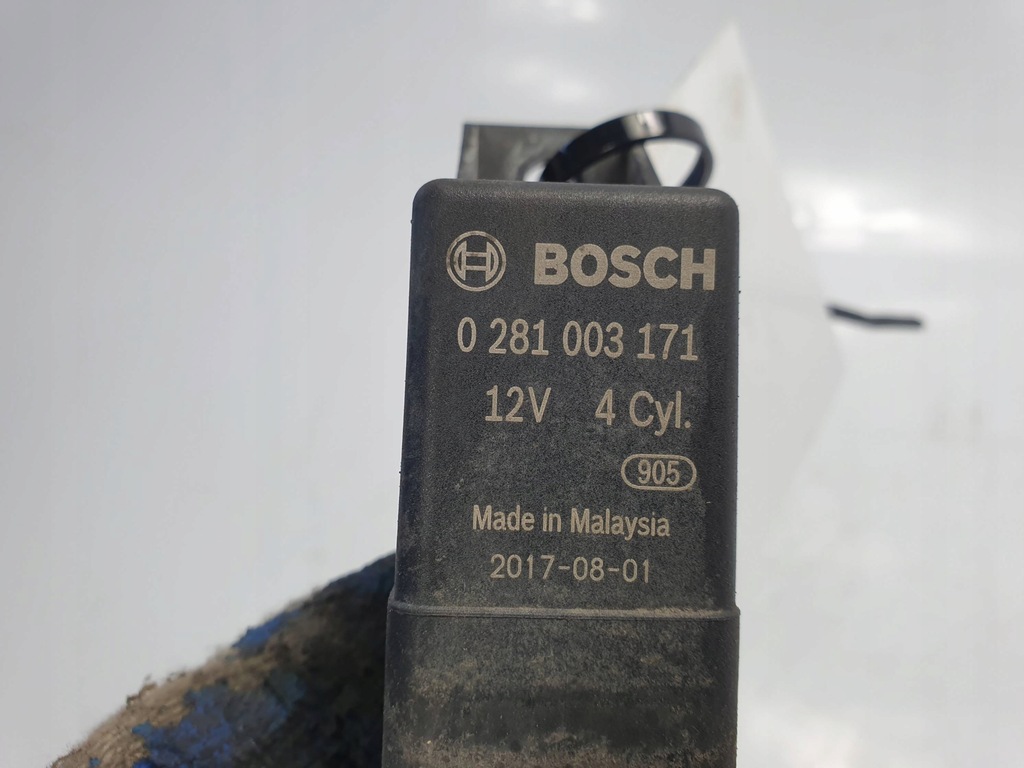 BOSCH
0 281 003 171
12V 4 Cyl.
905
Made in Malaysia
2017-08-01